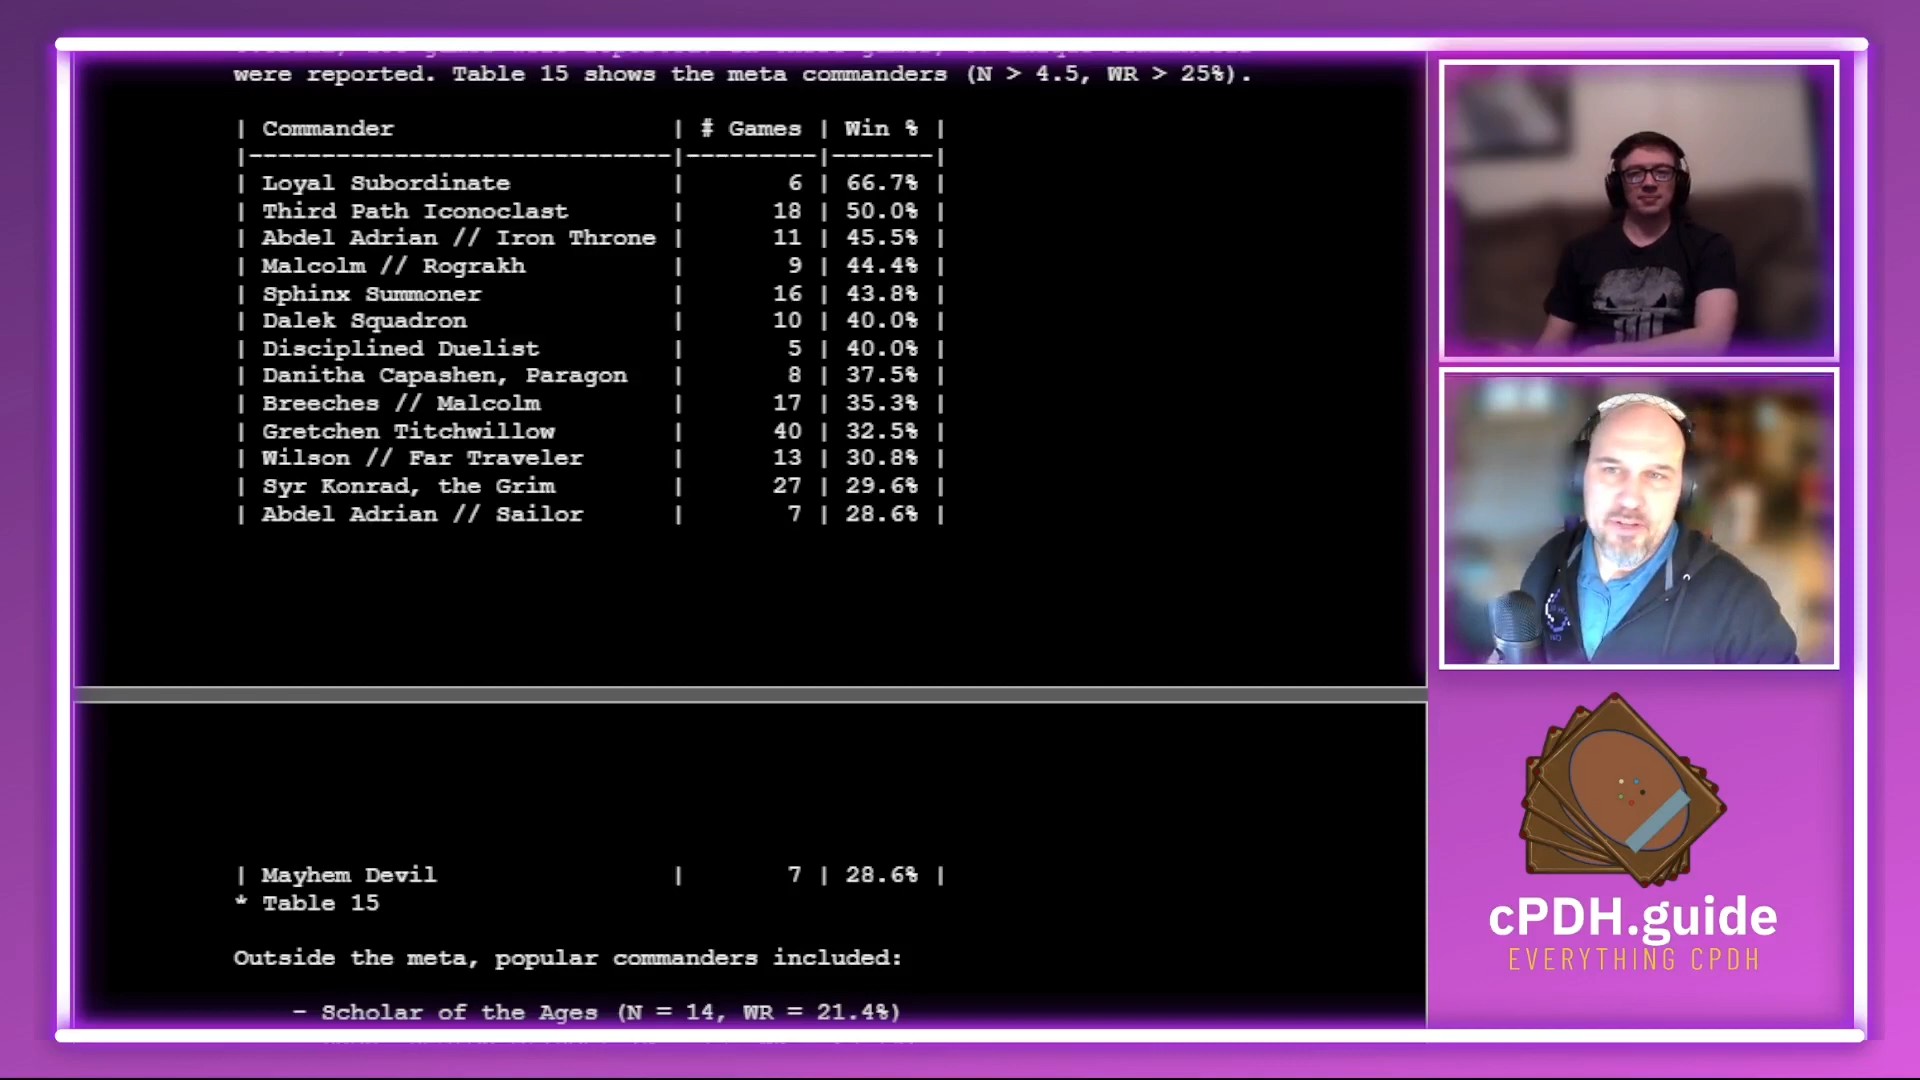 were reported. Table 15 shows the meta commanders (N > 4.5, WR > 25%).
| Commander | # Games | Win % |
|-----------------------------|---------|-------|
| Loyal Subordinate | 6 | 66.7% |
| Third Path Iconoclast | 18 | 50.0% |
| Abdel Adrian // Iron Throne | 11 | 45.5% |
| Malcolm // Rograkh | 9 | 44.4% |
| Sphinx Summoner | 16 | 43.8% |
| Dalek Squadron | 10 | 40.0% |
| Disciplined Duelist | 5 | 40.0% |
| Danitha Capashen, Paragon | 8 | 37.5% |
| Breeches // Malcolm | 17 | 35.3% |
| Gretchen Titchwillow | 40 | 32.5% |
| Wilson // Far Traveler | 13 | 30.8% |
| Syr Konrad, the Grim | 27 | 29.6% |
| Abdel Adrian // Sailor | 7 | 28.6% |
| Mayhem Devil | 7 | 28.6% |
* Table 15
Outside the meta, popular commanders included:
- Scholar of the Ages (N = 14, WR = 21.4%)
cPDH.guide
EVERYTHING CPDH